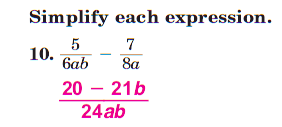 Simplify each expression.
10. 5/6ab − 7/8a
20 − 21b/24ab